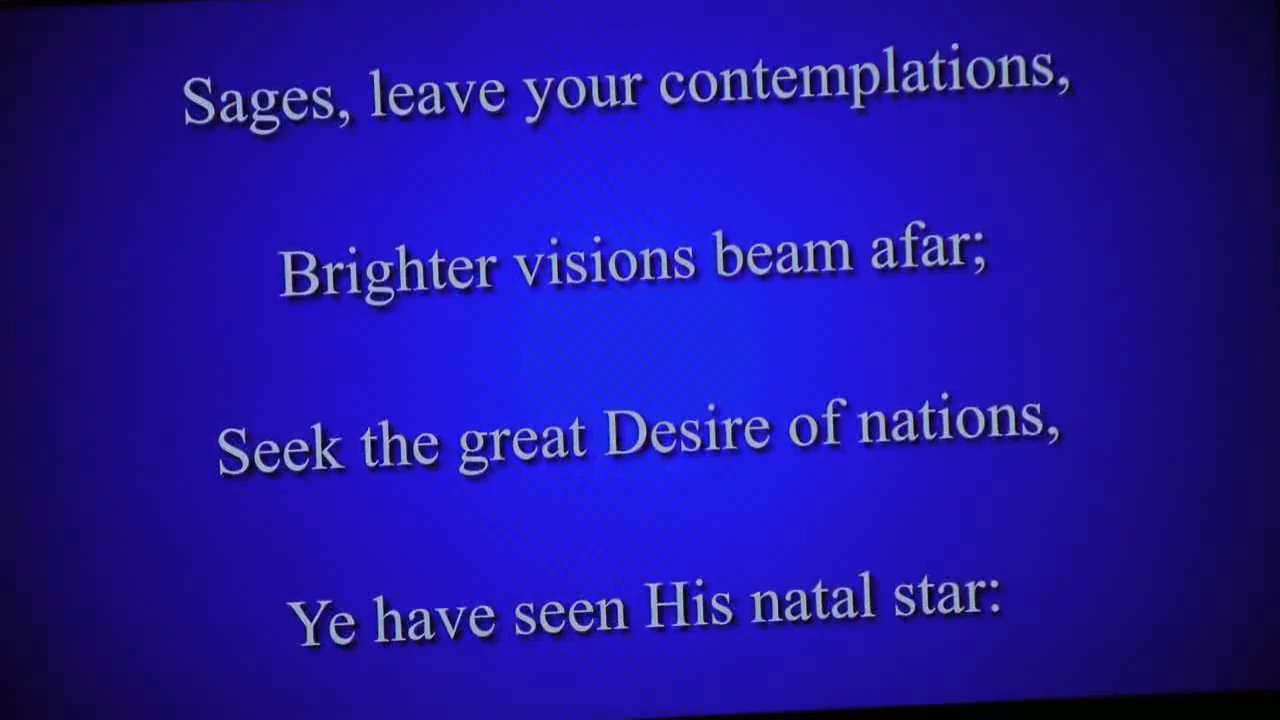 Sages, leave your contemplations,
Brighter visions beam afar;
Seek the great Desire of nations,
Ye have seen His natal star: